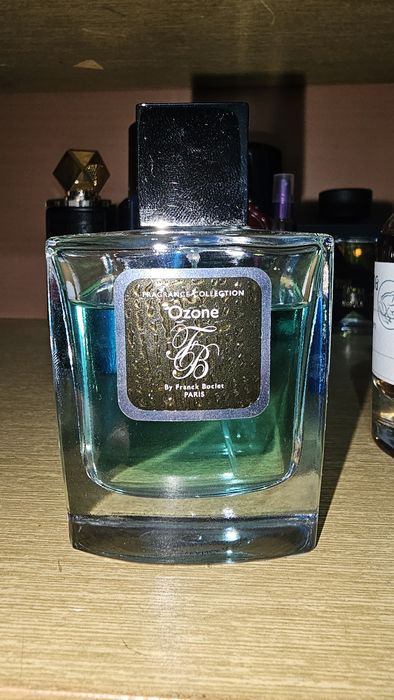 FRAGRANCE COLLECTION
Ozone
FB
By Franck Boclet
PARIS